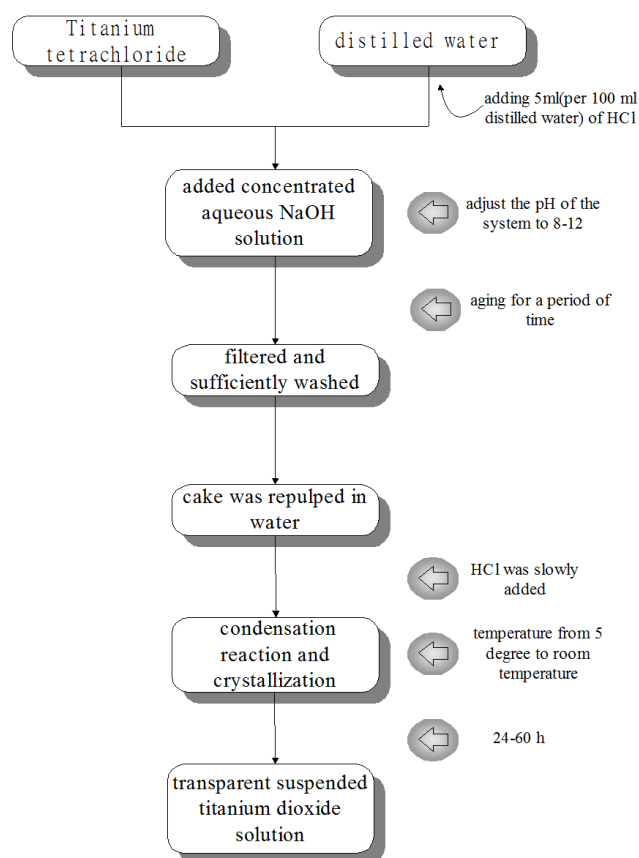 Titanium
tetrachloride
distilled water
adding 5ml(per 100 ml
distilled water) of HCl
added concentrated
aqueous NaOH
solution
adjust the pH of the
system to 8-12
aging for a period of
time
filtered and
sufficiently washed
cake was repulped in
water
HCl was slowly
added
condensation
reaction and
crystallization
temperature from 5
degree to room
temperature
24-60 h
transparent suspended
titanium dioxide
solution